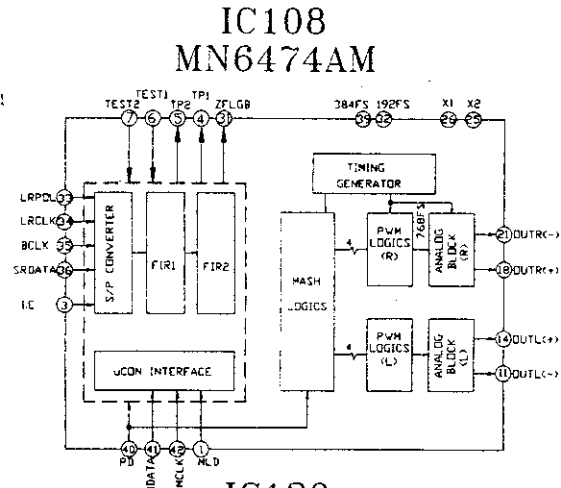 IC108
MN6474AM
TEST2 TEST1 TP2 TP1 ZFLGB
7 6 5 4 31
384FS 192FS X1 X2
39 32 26 25
LRPOL 33
LRCLK 34
BCLK 35
SRDATA 36
3
S/P CONVERTER
FIR1
FIR2
TIMING
GENERATOR
768FS
MASH
LOGICS
4
PWM
LOGICS
(R)
ANALOG
BLOCK
(R)
21 OUTR(-)
18 OUTR(+)
4
PWM
LOGICS
(L)
ANALOG
BLOCK
(L)
14 OUTL(+)
11 OUTL(-)
uCON INTERFACE
40 41 42 1
PD MDATA MCLK MLD